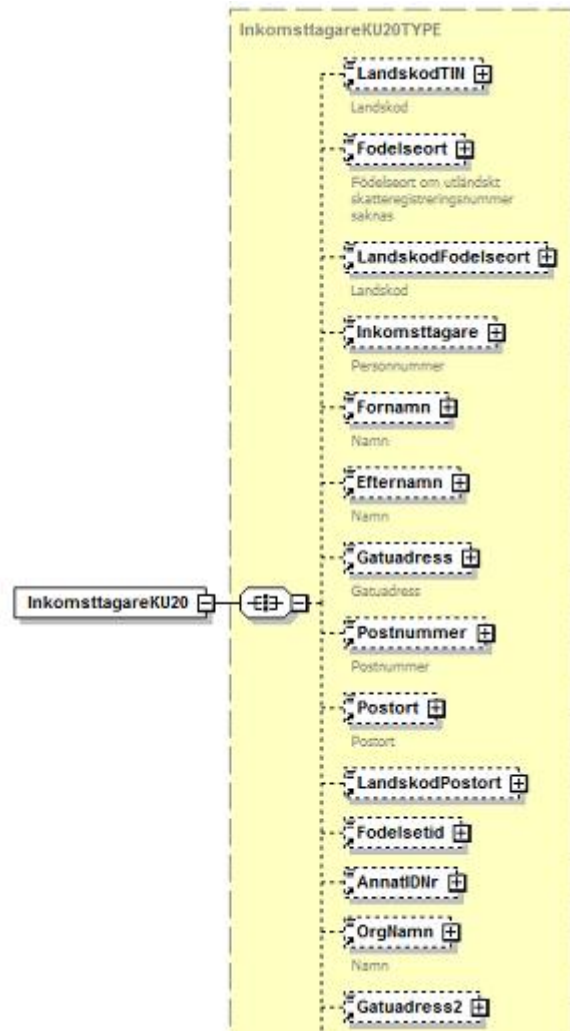 InkomsttagareKU20TYPE
LandskodTIN
Landskod
Fodelseort
Födelseort om utländskt
skatteregistreringsnummer
saknas
LandskodFodelseort
Landskod
Inkomsttagare
Personnummer
Fornamn
Namn
Efternamn
Namn
Gatuadress
Gatuadress
InkomsttagareKU20
Postnummer
Postnummer
Postort
Postort
LandskodPostort
Fodelsetid
AnnatIDNr
OrgNamn
Namn
Gatuadress2